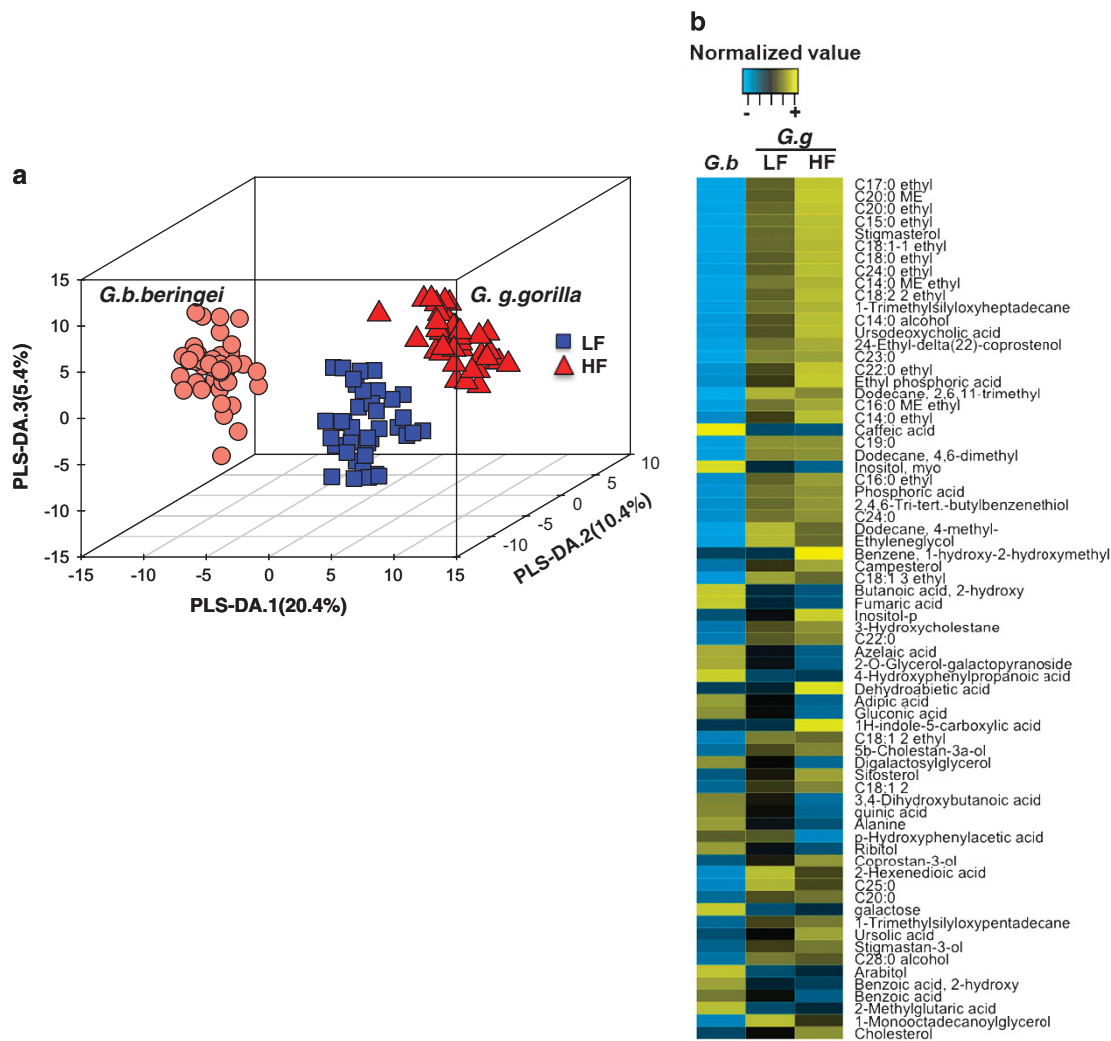 a
G.b.beringei
G. g.gorilla
LF
HF
15
10
5
0
-5
-10
-15
PLS-DA.3(5.4%)
-15
-10
-5
0
5
10
15
PLS-DA.1(20.4%)
-10
-5
0
5
10
PLS-DA.2(10.4%)
b
Normalized value
- +
G.g
G.b LF HF
C17:0 ethyl
C20:0 ME
C20:0 ethyl
C15:0 ethyl
Stigmasterol
C18:1-1 ethyl
C18:0 ethyl
C24:0 ethyl
C14:0 ME ethyl
C18:2 2 ethyl
1-Trimethylsilyloxyheptadecane
C14:0 alcohol
Ursodeoxycholic acid
24-Ethyl-delta(22)-coprostenol
C23:0
C22:0 ethyl
Ethyl phosphoric acid
Dodecane, 2,6,11-trimethyl
C16:0 ME ethyl
C14:0 ethyl
Caffeic acid
C19:0
Dodecane, 4,6-dimethyl
Inositol, myo
C16:0 ethyl
Phosphoric acid
2,4,6-Tri-tert.-butylbenzenethiol
C24:0
Dodecane, 4-methyl-
Ethyleneglycol
Benzene, 1-hydroxy-2-hydroxymethyl
Campesterol
C18:1 3 ethyl
Butanoic acid, 2-hydroxy
Fumaric acid
Inositol-p
3-Hydroxycholestane
C22:0
Azelaic acid
2-O-Glycerol-galactopyranoside
4-Hydroxyphenylpropanoic acid
Dehydroabietic acid
Adipic acid
Gluconic acid
1H-indole-5-carboxylic acid
C18:1 2 ethyl
5b-Cholestan-3a-ol
Digalactosylglycerol
Sitosterol
C18:1 2
3,4-Dihydroxybutanoic acid
quinic acid
Alanine
p-Hydroxyphenylacetic acid
Ribitol
Coprostan-3-ol
2-Hexenedioic acid
C25:0
C20:0
galactose
1-Trimethylsilyloxypentadecane
Ursolic acid
Stigmastan-3-ol
C28:0 alcohol
Arabitol
Benzoic acid, 2-hydroxy
Benzoic acid
2-Methylglutaric acid
1-Monooctadecanoylglycerol
Cholesterol